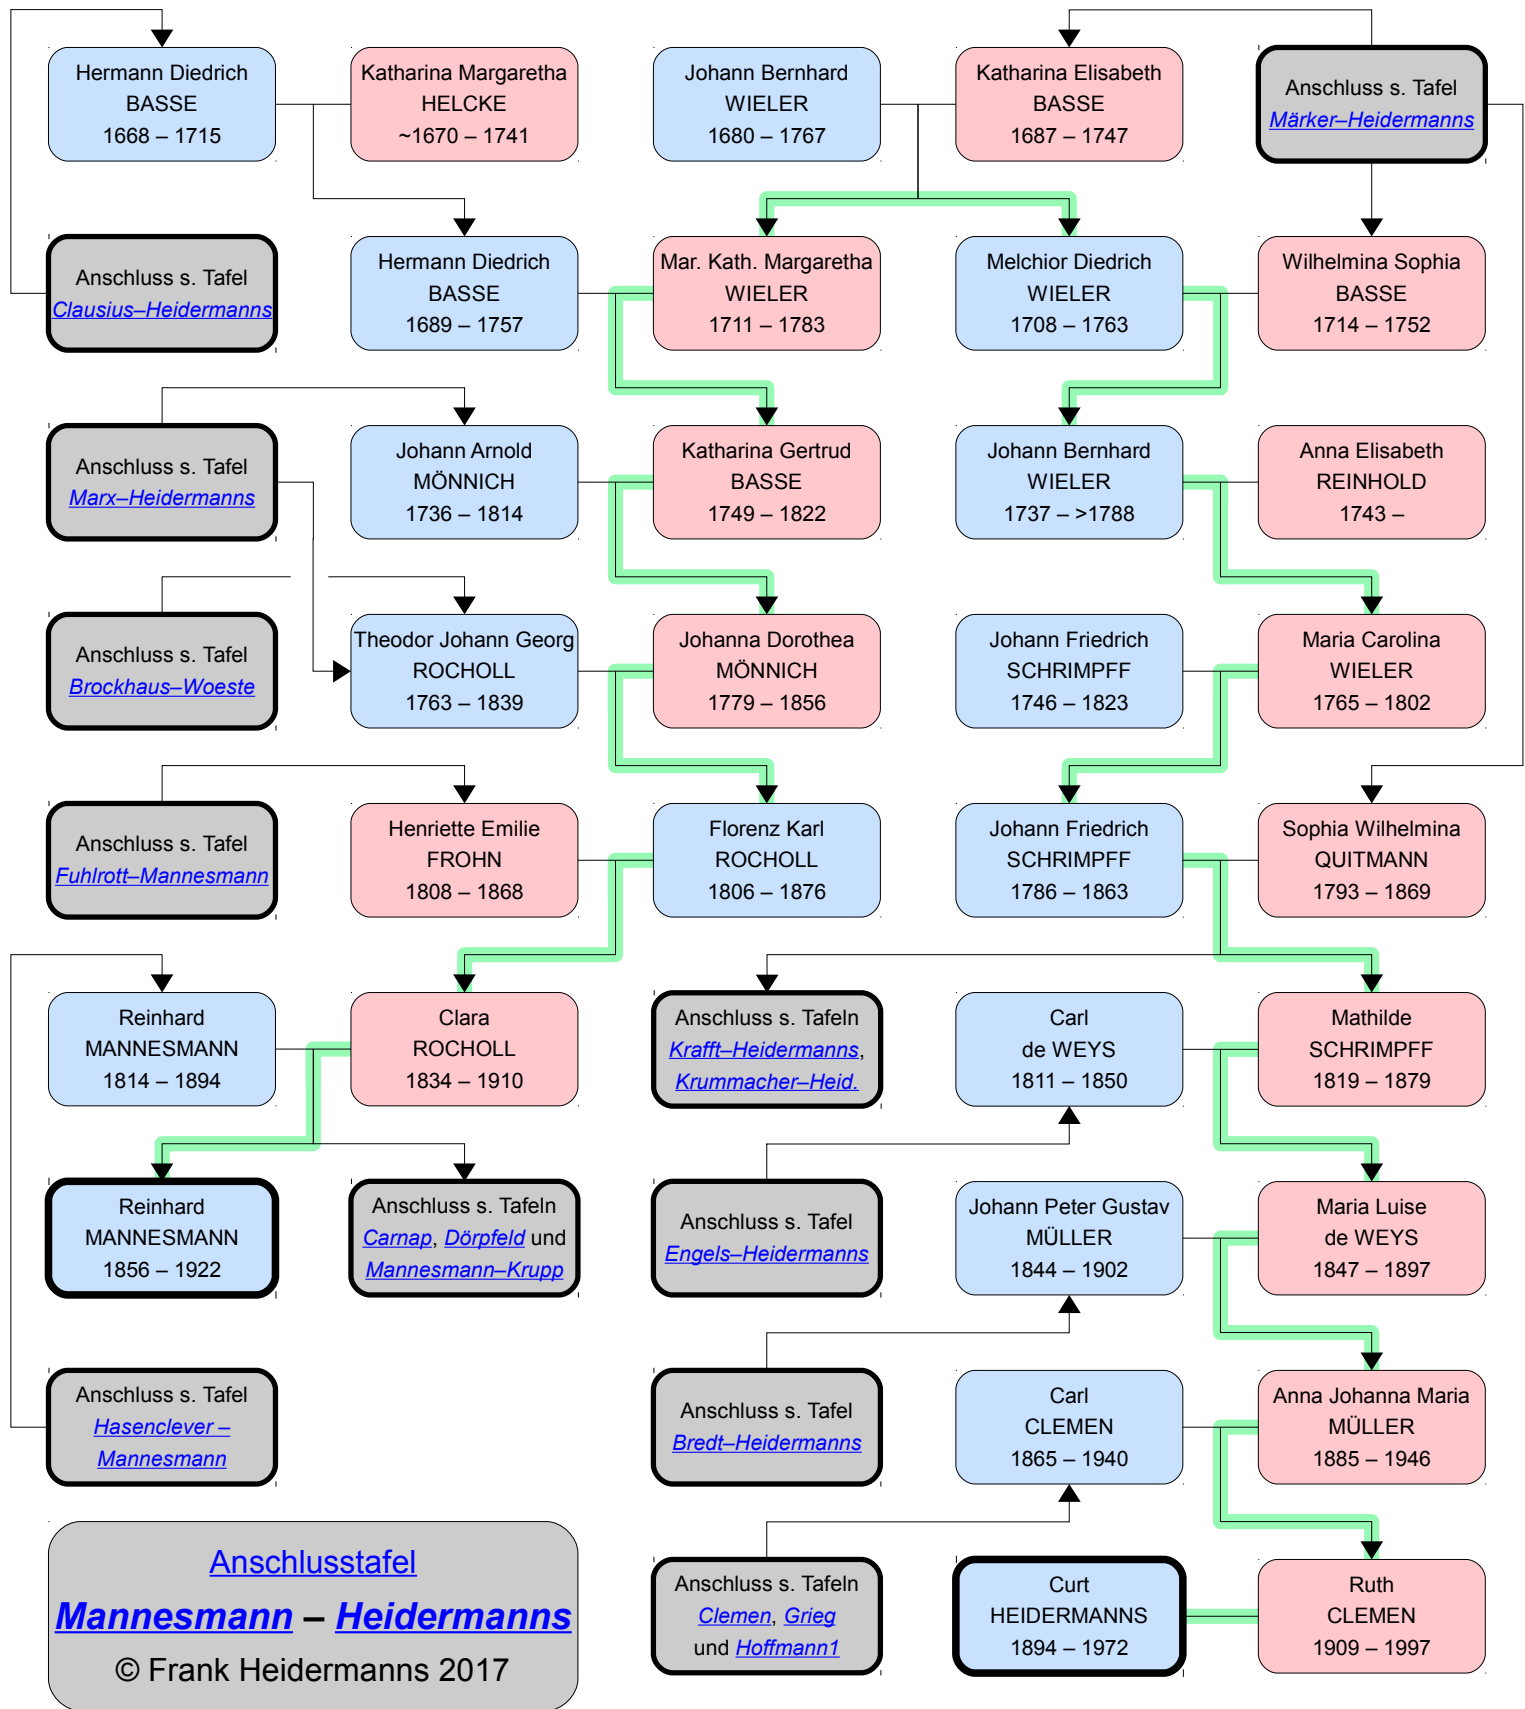 Hermann Diedrich
BASSE
1668 – 1715
Katharina Margaretha
HELCKE
~1670 – 1741
Johann Bernhard
WIELER
1680 – 1767
Katharina Elisabeth
BASSE
1687 – 1747
Anschluss s. Tafel
Märker–Heidermanns
Anschluss s. Tafel
Clausius–Heidermanns
Hermann Diedrich
BASSE
1689 – 1757
Mar. Kath. Margaretha
WIELER
1711 – 1783
Melchior Diedrich
WIELER
1708 – 1763
Wilhelmina Sophia
BASSE
1714 – 1752
Anschluss s. Tafel
Marx–Heidermanns
Johann Arnold
MÖNNICH
1736 – 1814
Katharina Gertrud
BASSE
1749 – 1822
Johann Bernhard
WIELER
1737 – >1788
Anna Elisabeth
REINHOLD
1743 –
Anschluss s. Tafel
Brockhaus–Woeste
Theodor Johann Georg
ROCHOLL
1763 – 1839
Johanna Dorothea
MÖNNICH
1779 – 1856
Johann Friedrich
SCHRIMPFF
1746 – 1823
Maria Carolina
WIELER
1765 – 1802
Anschluss s. Tafel
Fuhlrott–Mannesmann
Henriette Emilie
FROHN
1808 – 1868
Florenz Karl
ROCHOLL
1806 – 1876
Johann Friedrich
SCHRIMPFF
1786 – 1863
Sophia Wilhelmina
QUITMANN
1793 – 1869
Reinhard
MANNESMANN
1814 – 1894
Clara
ROCHOLL
1834 – 1910
Anschluss s. Tafeln
Krafft–Heidermanns,
Krummacher–Heid.
Carl
de WEYS
1811 – 1850
Mathilde
SCHRIMPFF
1819 – 1879
Reinhard
MANNESMANN
1856 – 1922
Anschluss s. Tafeln
Carnap, Dörpfeld und
Mannesmann–Krupp
Anschluss s. Tafel
Engels–Heidermanns
Johann Peter Gustav
MÜLLER
1844 – 1902
Maria Luise
de WEYS
1847 – 1897
Anschluss s. Tafel
Hasenclever –
Mannesmann
Anschluss s. Tafel
Bredt–Heidermanns
Carl
CLEMEN
1865 – 1940
Anna Johanna Maria
MÜLLER
1885 – 1946
Anschlusstafel
Mannesmann – Heidermanns
© Frank Heidermanns 2017
Anschluss s. Tafeln
Clemen, Grieg
und Hoffmann1
Curt
HEIDERMANNS
1894 – 1972
Ruth
CLEMEN
1909 – 1997